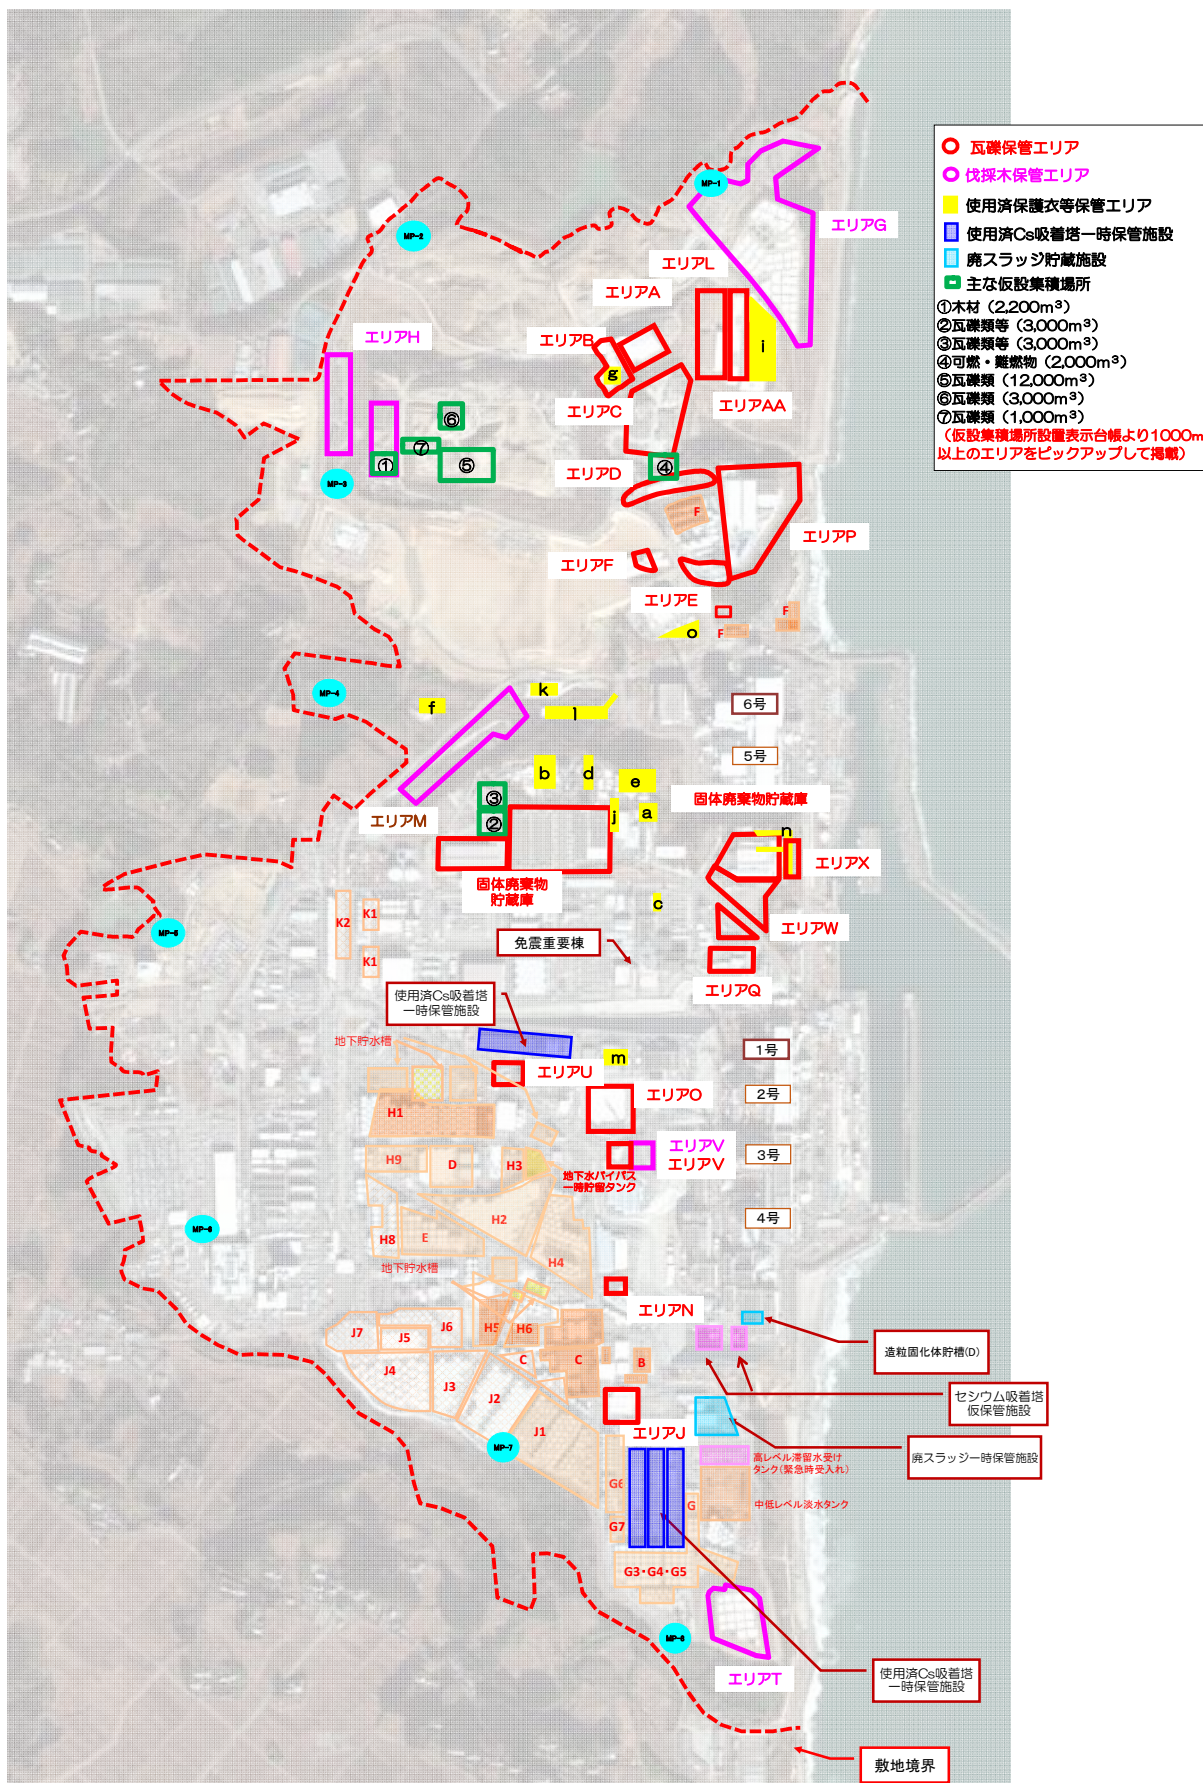 瓦礫保管エリア
伐採木保管エリア
使用済保護衣等保管エリア
使用済Cs吸着塔一時保管施設
廃スラッジ貯蔵施設
主な仮設集積場所
①木材（2,200m³）
②瓦礫類等（3,000m³）
③瓦礫類等（3,000m³）
④可燃・難燃物（2,000m³）
⑤瓦礫類（12,000m³）
⑥瓦礫類（3,000m³）
⑦瓦礫類（1,000m³）
（仮設集積場所設置表示台帳より1000m
以上のエリアをピックアップして掲載）
MP-1
エリアG
MP-2
エリアL
エリアA
エリアB
エリアH
i
g
エリアC
エリアAA
⑥
⑦
①
⑤
④
エリアD
MP-3
F
エリアP
エリアF
エリアE
F
F
o
MP-4
k
f
l
6号
5号
b
d
e
③
②
j
a
固体廃棄物貯蔵庫
エリアM
n
エリアX
固体廃棄物
貯蔵庫
c
K2
K1
K1
エリアW
MP-5
免震重要棟
エリアQ
使用済Cs吸着塔
一時保管施設
地下貯水槽
m
1号
エリアU
2号
エリアO
H1
エリアV
エリアV
3号
H9
D
H3
地下水バイパス
一時貯留タンク
H2
MP-6
H8
E
4号
H4
地下貯水槽
エリアN
J7
J5
J6
H5
H6
造粒固化体貯槽(D)
J4
J3
C
C
B
J2
セシウム吸着塔
仮保管施設
J1
エリアJ
MP-7
廃スラッジ一時保管施設
高レベル滞留水受け
タンク(緊急時受入れ)
G6
G
中低レベル淡水タンク
G7
G3・G4・G5
MP-8
エリアT
使用済Cs吸着塔
一時保管施設
敷地境界